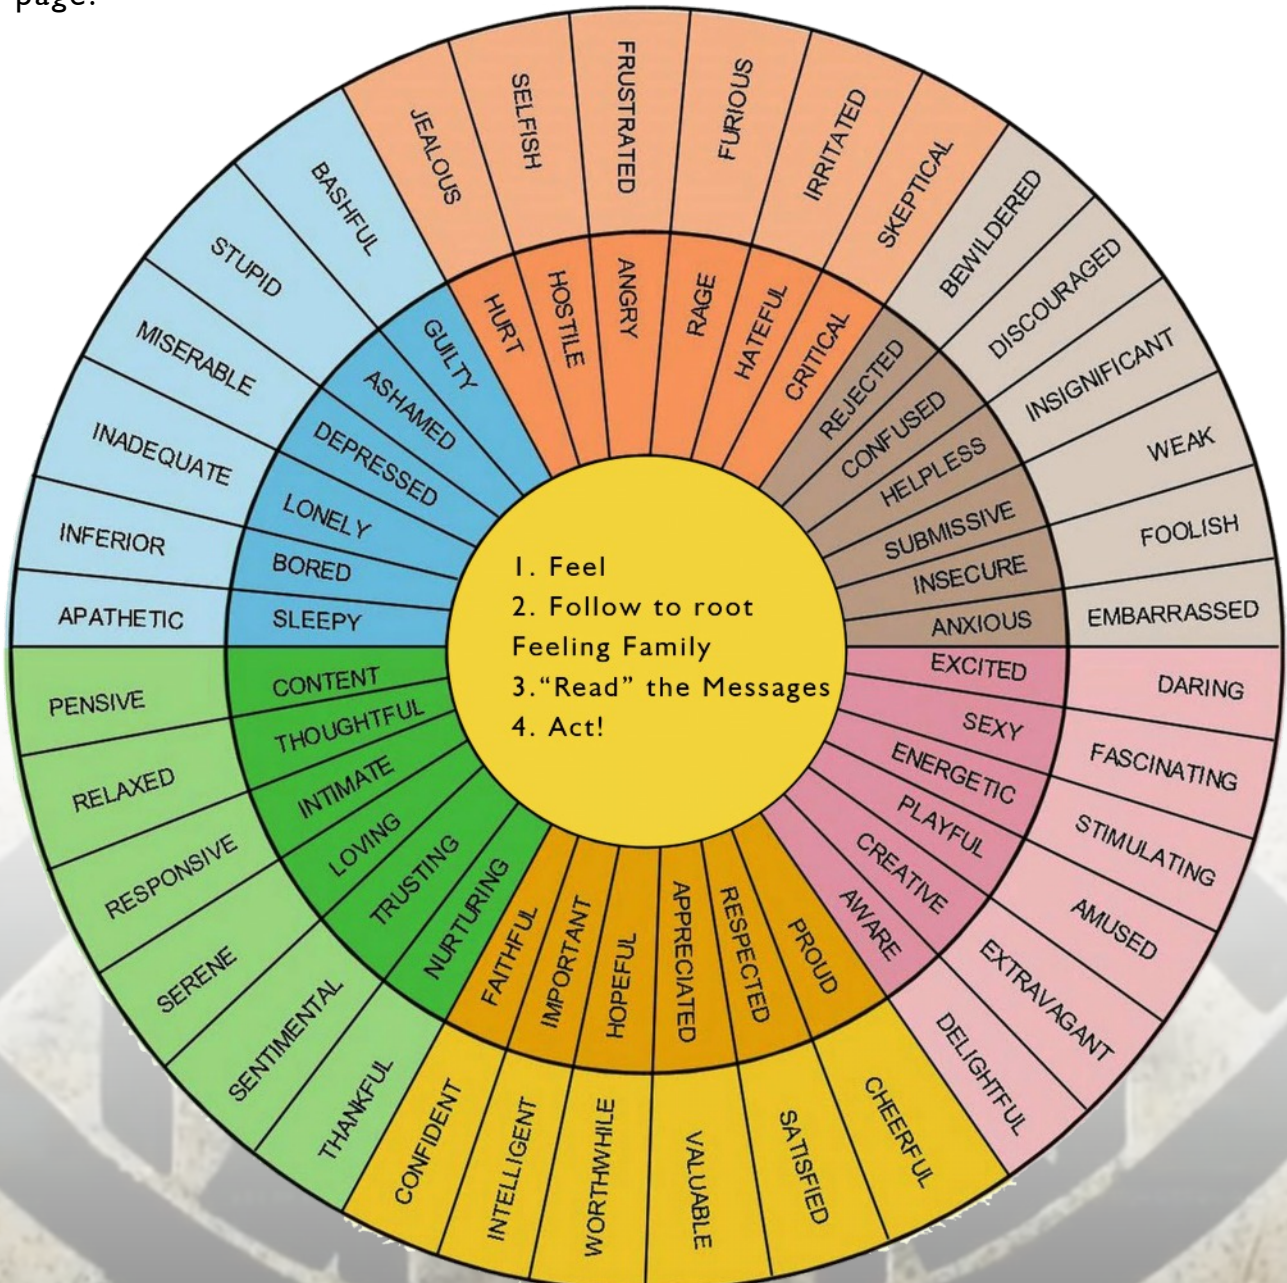 page.
JEALOUS
SELFISH
FRUSTRATED
FURIOUS
IRRITATED
SKEPTICAL
BEWILDERED
DISCOURAGED
INSIGNIFICANT
WEAK
FOOLISH
EMBARRASSED
DARING
FASCINATING
STIMULATING
AMUSED
EXTRAVAGANT
DELIGHTFUL
CHEERFUL
SATISFIED
VALUABLE
WORTHWHILE
INTELLIGENT
CONFIDENT
THANKFUL
SENTIMENTAL
SERENE
RESPONSIVE
RELAXED
PENSIVE
APATHETIC
INFERIOR
INADEQUATE
MISERABLE
STUPID
BASHFUL
HURT
HOSTILE
ANGRY
RAGE
HATEFUL
CRITICAL
REJECTED
CONFUSED
HELPLESS
SUBMISSIVE
INSECURE
ANXIOUS
EXCITED
SEXY
ENERGETIC
PLAYFUL
CREATIVE
AWARE
PROUD
RESPECTED
APPRECIATED
HOPEFUL
IMPORTANT
FAITHFUL
NURTURING
TRUSTING
LOVING
INTIMATE
THOUGHTFUL
CONTENT
SLEEPY
BORED
LONELY
DEPRESSED
ASHAMED
GUILTY
1. Feel
2. Follow to root
Feeling Family
3.“Read” the Messages
4. Act!